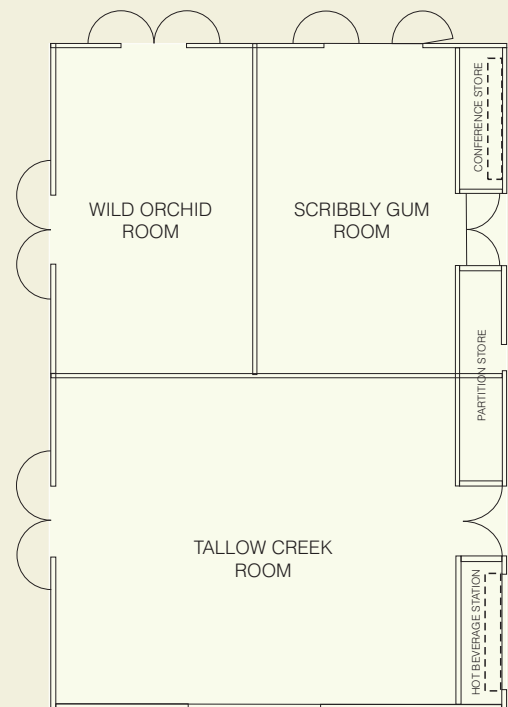 CONFERENCE STORE
WILD ORCHID
ROOM
SCRIBBLY GUM
ROOM
PARTITION STORE
TALLOW CREEK
ROOM
HOT BEVERAGE STATION